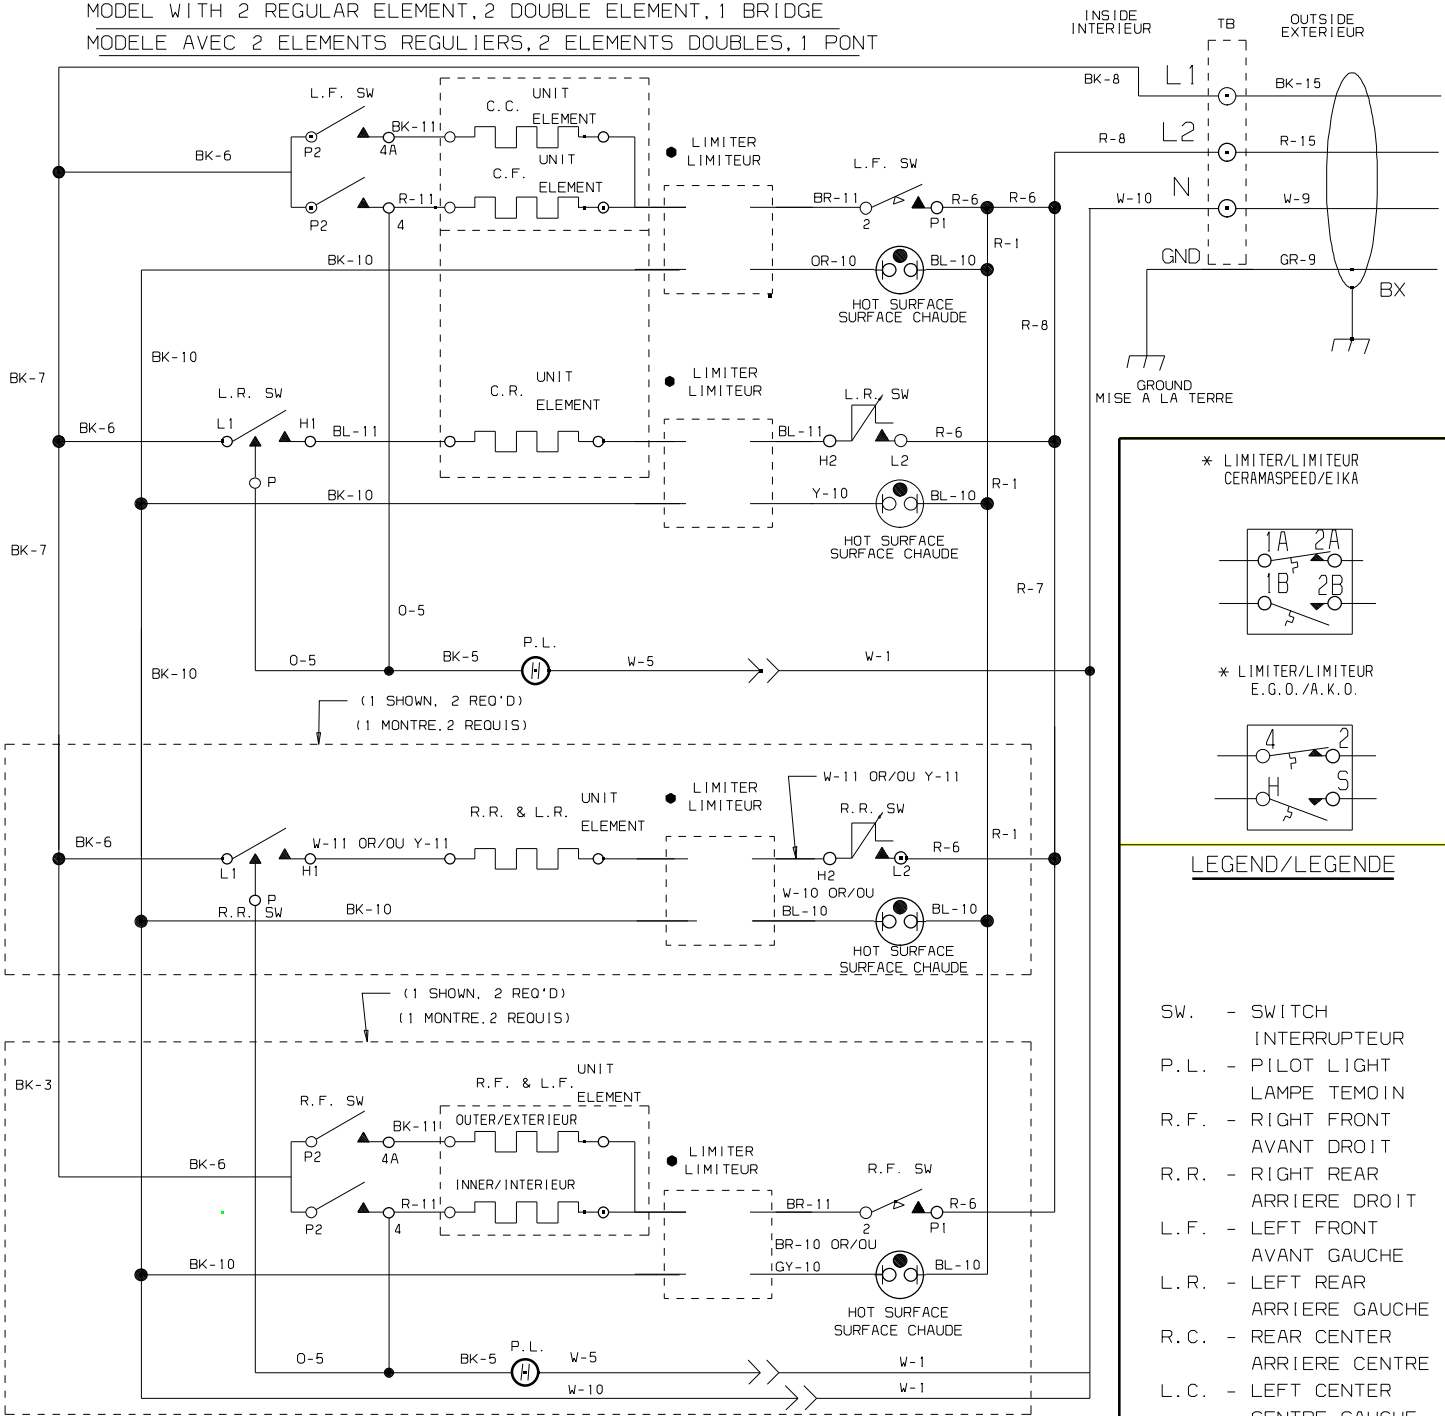 MODEL WITH 2 REGULAR ELEMENT, 2 DOUBLE ELEMENT, 1 BRIDGE
MODELE AVEC 2 ELEMENTS REGULIERS, 2 ELEMENTS DOUBLES, 1 PONT
INSIDE
INTERIEUR
TB
OUTSIDE
EXTERIEUR
BK-8
L1
BK-15
R-8
L2
R-15
W-10
N
W-9
GND
GR-9
BX
GROUND
MISE A LA TERRE
L.F. SW
P2
4A
BK-11
C.C.
UNIT
ELEMENT
BK-6
C.F.
UNIT
ELEMENT
P2
4
R-11
LIMITER
LIMITEUR
L.F. SW
BR-11
2
P1
R-6
R-6
R-1
BK-10
OR-10
BL-10
HOT SURFACE
SURFACE CHAUDE
R-8
BK-7
BK-10
L.R. SW
BK-6
L1
H1
BL-11
P
C.R.
UNIT
ELEMENT
LIMITER
LIMITEUR
L.R. SW
BL-11
H2
L2
R-6
R-1
BK-10
Y-10
BL-10
HOT SURFACE
SURFACE CHAUDE
BK-7
R-7
O-5
O-5
BK-5
P.L.
W-5
W-1
BK-10
(1 SHOWN, 2 REQ'D)
(1 MONTRE,2 REQUIS)
BK-6
L1
H1
P
R.R. SW
W-11 OR/OU Y-11
R.R. & L.R.
UNIT
ELEMENT
LIMITER
LIMITEUR
W-11 OR/OU Y-11
R.R. SW
H2
L2
R-6
R-1
BK-10
W-10 OR/OU
BL-10
BL-10
HOT SURFACE
SURFACE CHAUDE
(1 SHOWN, 2 REQ'D)
(1 MONTRE,2 REQUIS)
BK-3
R.F. SW
P2
4A
BK-11
R.F. & L.F.
UNIT
ELEMENT
OUTER/EXTERIEUR
BK-6
P2
4
R-11
INNER/INTERIEUR
LIMITER
LIMITEUR
R.F. SW
BR-11
2
P1
R-6
BK-10
BR-10 OR/OU
GY-10
BL-10
HOT SURFACE
SURFACE CHAUDE
O-5
BK-5
P.L.
W-5
W-1
W-10
W-1
* LIMITER/LIMITEUR
CERAMASPEED/EIKA
1A 2A
1B 2B
* LIMITER/LIMITEUR
E.G.O./A.K.O.
4 2
H S
LEGEND/LEGENDE
SW. - SWITCH
INTERRUPTEUR
P.L. - PILOT LIGHT
LAMPE TEMOIN
R.F. - RIGHT FRONT
AVANT DROIT
R.R. - RIGHT REAR
ARRIERE DROIT
L.F. - LEFT FRONT
AVANT GAUCHE
L.R. - LEFT REAR
ARRIERE GAUCHE
R.C. - REAR CENTER
ARRIERE CENTRE
L.C. - LEFT CENTER
CENTRE GAUCHE